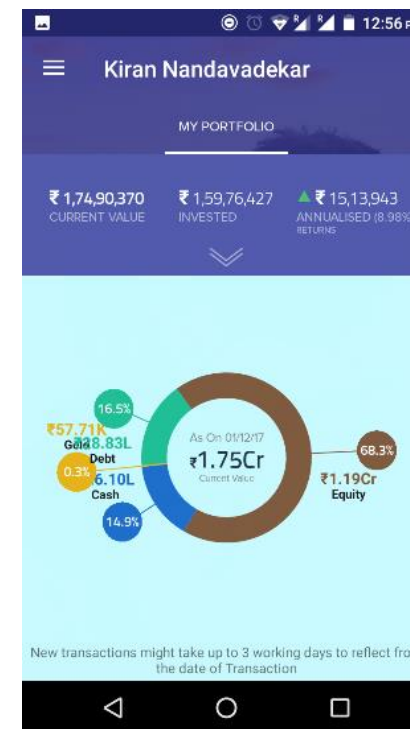 12:56
Kiran Nandavadekar
MY PORTFOLIO
₹ 1,74,90,370
CURRENT VALUE
₹ 1,59,76,427
INVESTED
₹ 15,13,943
ANNUALISED (8.98%
RETURNS
16.5%
₹57.71K
Gold
8.83L
Debt
0.3%
6.10L
Cash
14.9%
As On 01/12/17
₹1.75Cr
Current Value
68.3%
₹1.19Cr
Equity
New transactions might take up to 3 working days to reflect fro
the date of Transaction